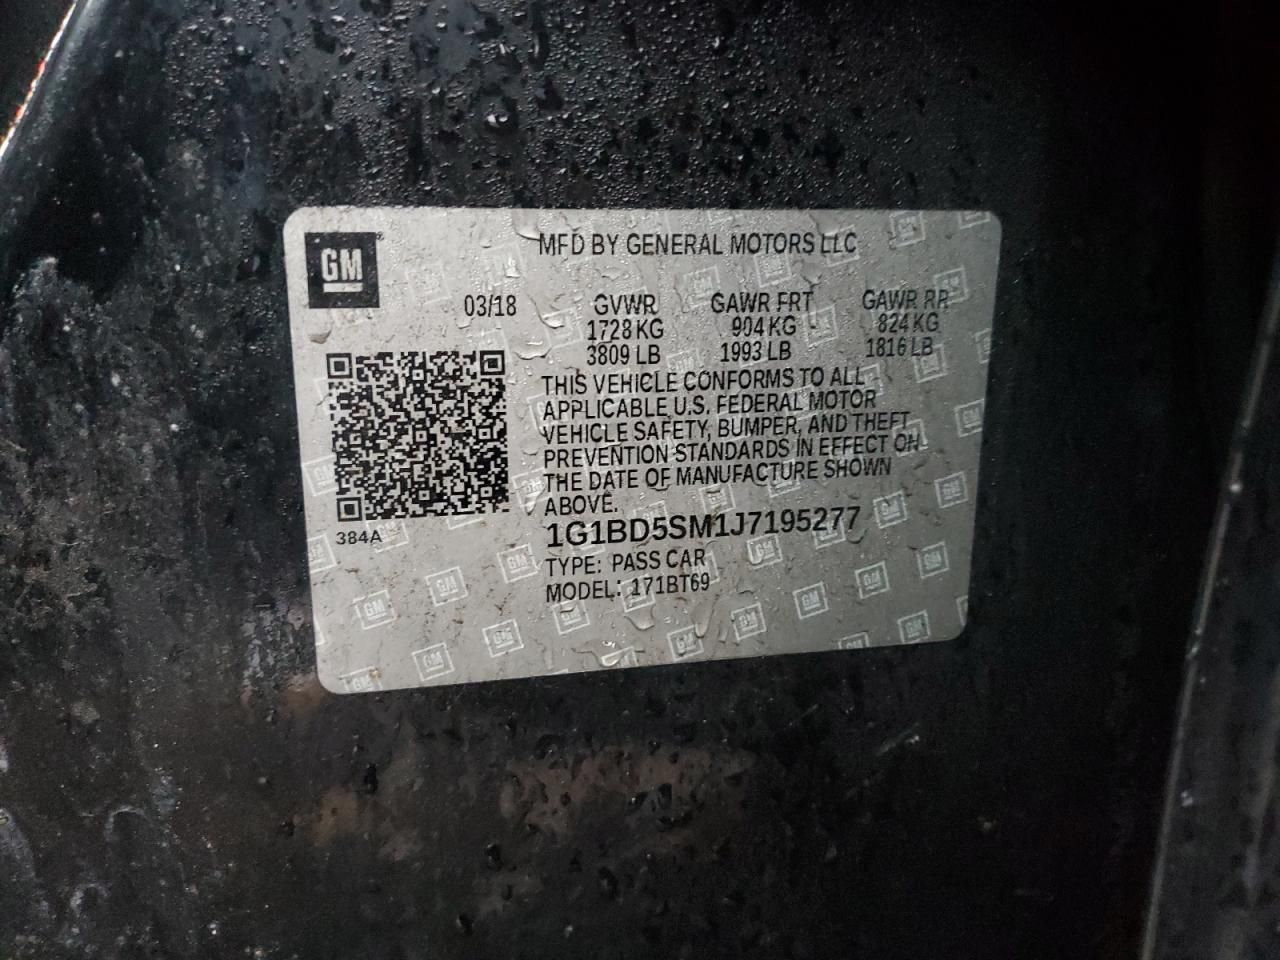 GM
MFD BY GENERAL MOTORS LLC
03/18 GVWR GAWR FRT GAWR RR
1728 KG 904 KG 824 KG
3809 LB 1993 LB 1816 LB
THIS VEHICLE CONFORMS TO ALL
APPLICABLE U.S. FEDERAL MOTOR
VEHICLE SAFETY, BUMPER, AND THEFT
PREVENTION STANDARDS IN EFFECT ON
THE DATE OF MANUFACTURE SHOWN
ABOVE.
384A
1G1BD5SM1J7195277
TYPE: PASS CAR
MODEL: 171BT69